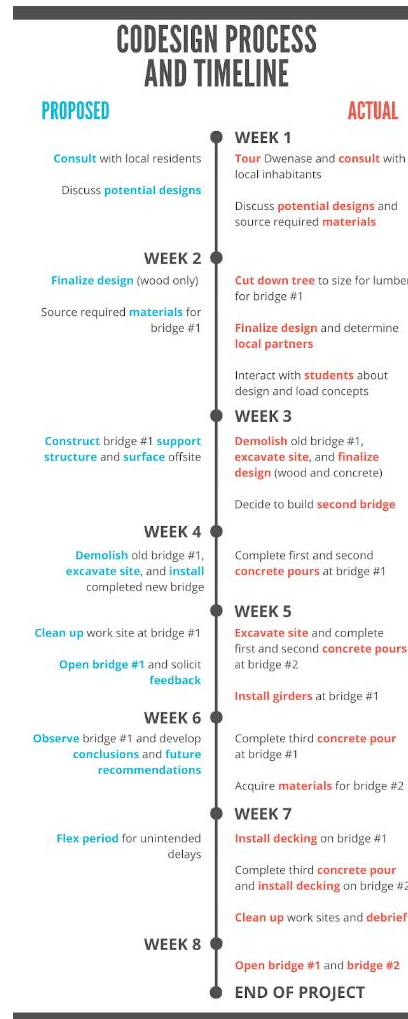 CODESIGN PROCESS
AND TIMELINE
PROPOSED
ACTUAL
WEEK 1
Consult with local residents
Discuss potential designs
Tour Dwenase and consult with
local inhabitants
Discuss potential designs and
source required materials
WEEK 2
Finalize design (wood only)
Source required materials for
bridge #1
Cut down tree to size for lumber
for bridge #1
Finalize design and determine
local partners
Interact with students about
design and load concepts
WEEK 3
Construct bridge #1 support
structure and surface offsite
Demolish old bridge #1,
excavate site, and finalize
design (wood and concrete)
Decide to build second bridge
WEEK 4
Demolish old bridge #1,
excavate site, and install
completed new bridge
Complete first and second
concrete pours at bridge #1
WEEK 5
Clean up work site at bridge #1
Open bridge #1 and solicit
feedback
Excavate site and complete
first and second concrete pours
at bridge #2
Install girders at bridge #1
WEEK 6
Observe bridge #1 and develop
conclusions and future
recommendations
Complete third concrete pour
at bridge #1
Acquire materials for bridge #2
WEEK 7
Flex period for unintended
delays
Install decking on bridge #1
Complete third concrete pour
and install decking on bridge #2
Clean up work sites and debrief
WEEK 8
Open bridge #1 and bridge #2
END OF PROJECT